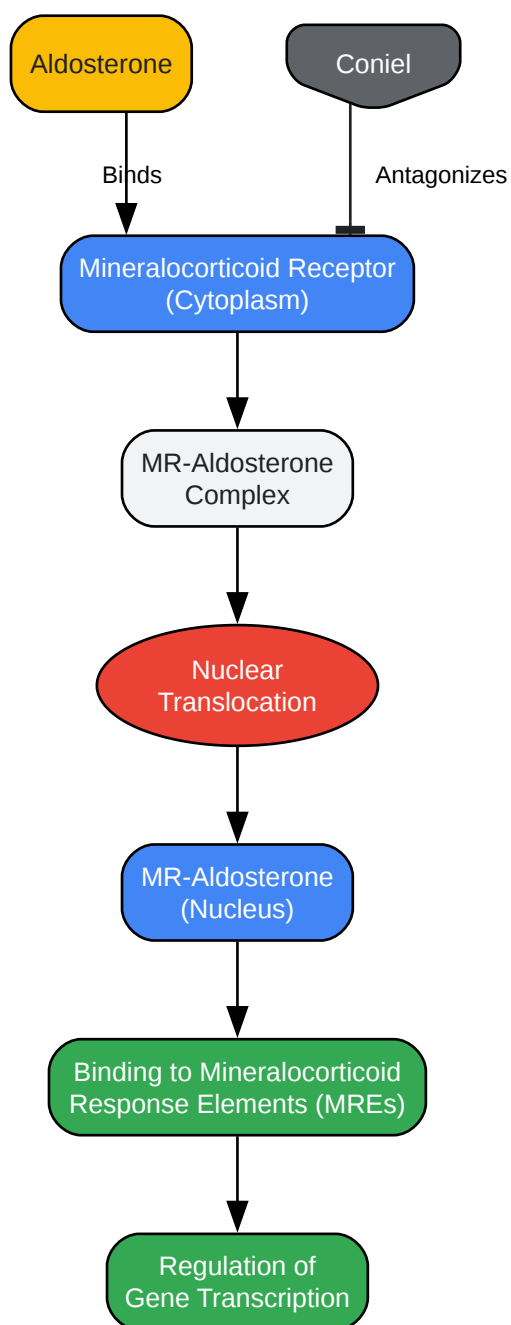 Aldosterone
Coniel
Binds
Antagonizes
Mineralocorticoid Receptor
(Cytoplasm)
MR-Aldosterone
Complex
Nuclear
Translocation
MR-Aldosterone
(Nucleus)
Binding to Mineralocorticoid
Response Elements (MREs)
Regulation of
Gene Transcription